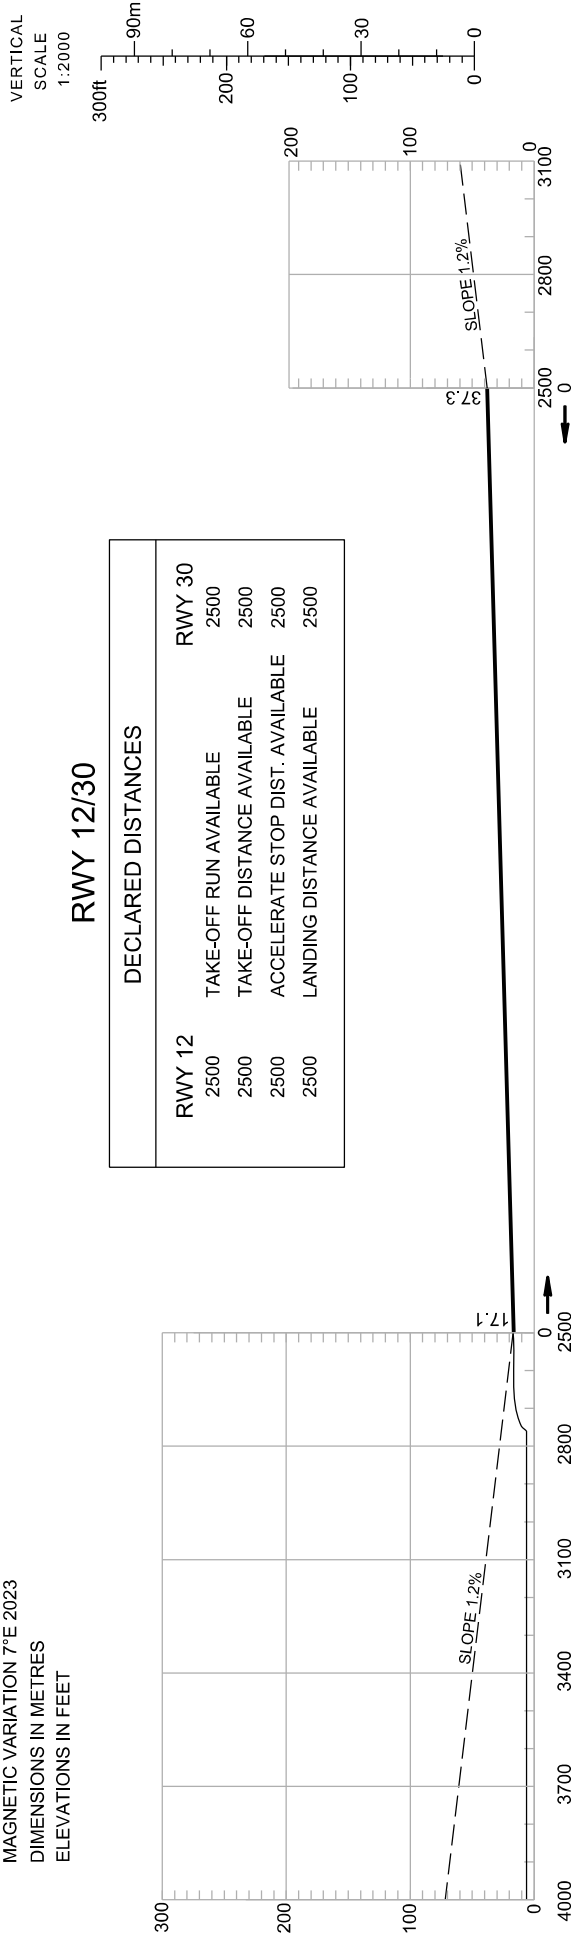 MAGNETIC VARIATION 7°E 2023
DIMENSIONS IN METRES
ELEVATIONS IN FEET
VERTICAL
SCALE
1:2000
300ft
200
100
0
90m
60
30
0
RWY 12/30
DECLARED DISTANCES
RWY 12
RWY 30
2500 TAKE-OFF RUN AVAILABLE 2500
2500 TAKE-OFF DISTANCE AVAILABLE 2500
2500 ACCELERATE STOP DIST. AVAILABLE 2500
2500 LANDING DISTANCE AVAILABLE 2500
300
200
100
0
SLOPE 1.2%
17.1
37.3
SLOPE 1.2%
200
100
0
0
2500 2800 3100
4000 3700 3400 3100 2800 2500
0